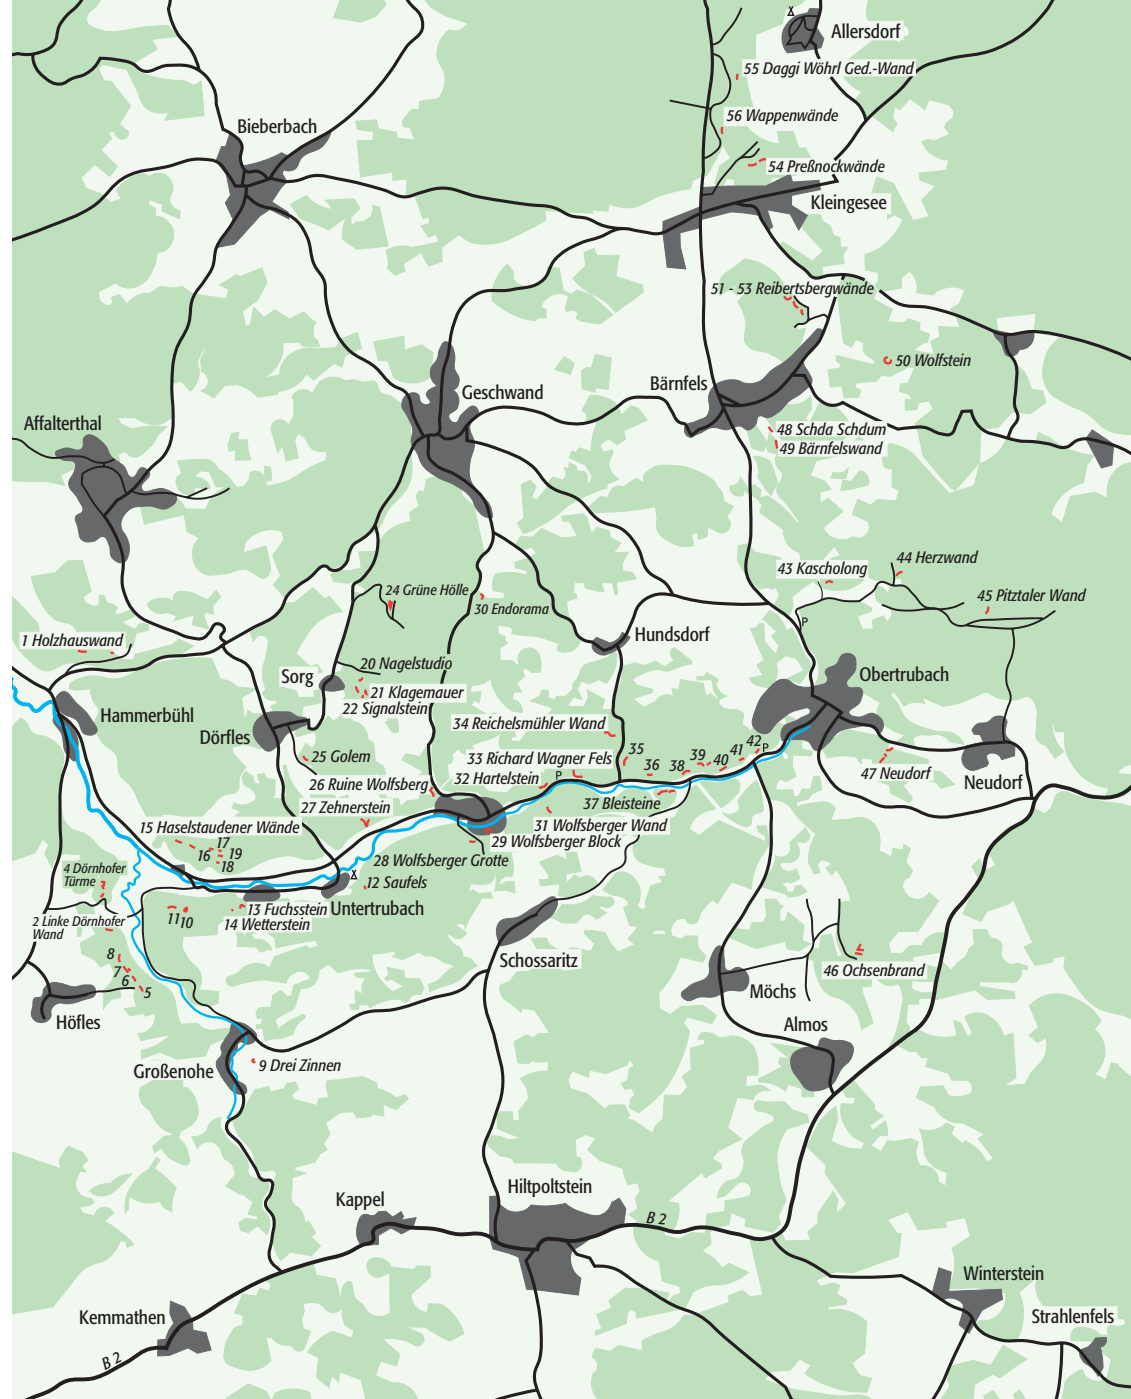 Allersdorf
55 Daggi Wöhrl Ged.-Wand
56 Wappenwände
Bieberbach
54 Preßnockwände
Kleingesee
51 - 53 Reibertsbergwände
50 Wolfstein
Bärnfels
Geschwand
Affalterthal
48 Schda Schdum
49 Bärnfelswand
44 Herzwand
43 Kascholong
45 Pitztaler Wand
24 Grüne Hölle
30 Endorama
P
1 Holzhauswand
Hundsdorf
20 Nagelstudio
Sorg
Obertrubach
21 Klagemauer
22 Signalstein
Hammerbühl
34 Reichelsmühler Wand
Dörfles
25 Golem
33 Richard Wagner Fels
35
36
38
39
40
41
42
P
47 Neudorf
Neudorf
32 Hartelstein
P
26 Ruine Wolfsberg
27 Zehnerstein
37 Bleisteine
31 Wolfsberger Wand
29 Wolfsberger Block
15 Haselstaudener Wände
17
16
19
18
28 Wolfsberger Grotte
4 Dörnhofer
Türme
12 Saufels
13 Fuchsstein
Untertrubach
14 Wetterstein
11
10
2 Linke Dörnhofer
Wand
8
7
6
5
Schossaritz
46 Ochsenbrand
Möchs
Höfles
Almos
Großenohe
9 Drei Zinnen
Hiltpoltstein
Kappel
B 2
Winterstein
Kemmathen
Strahlenfels
B 2